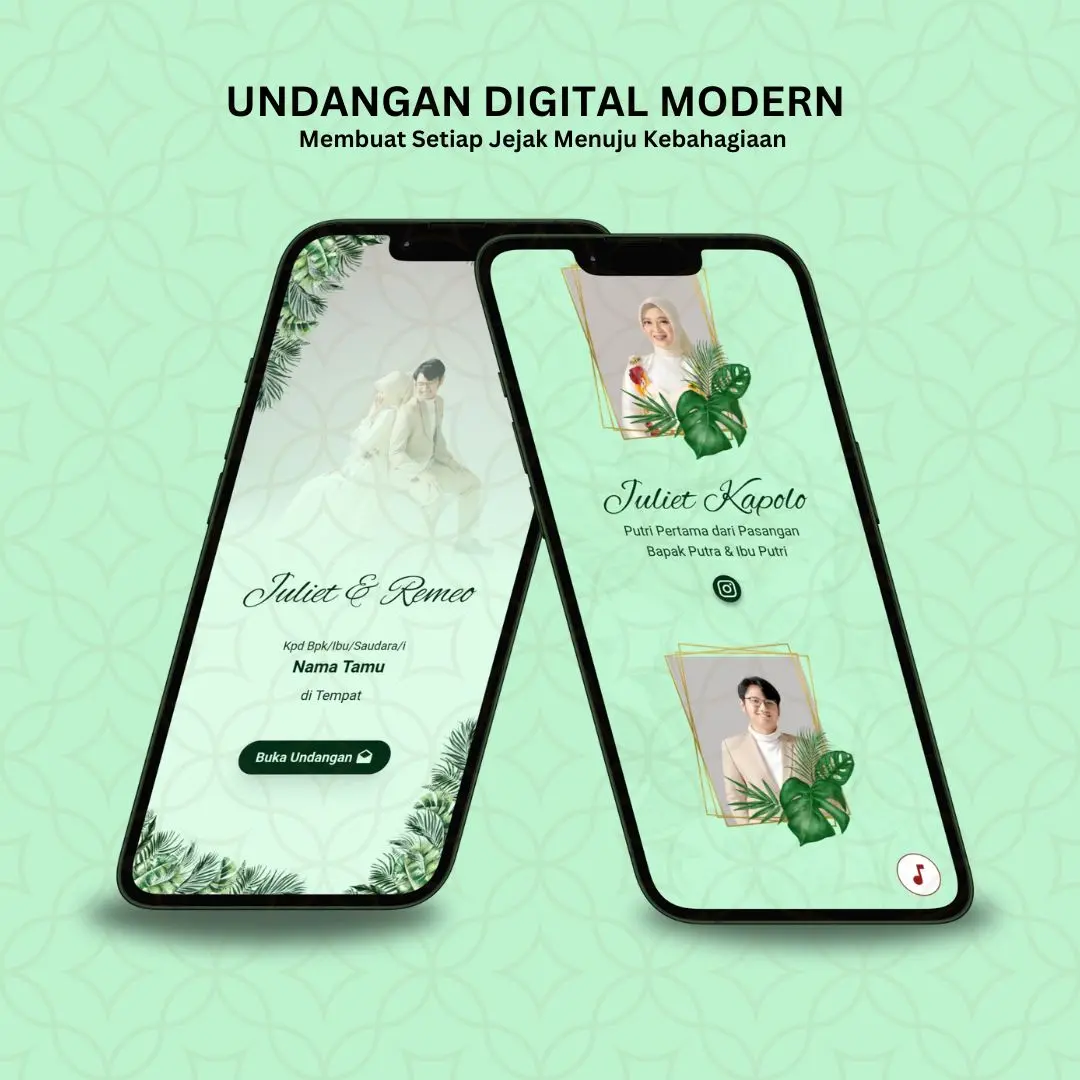 UNDANGAN DIGITAL MODERN
Membuat Setiap Jejak Menuju Kebahagiaan
Juliet & Remeo
Kpd Bpk/Ibu/Saudara/i
Nama Tamu
di Tempat
Buka Undangan
Juliet Kapolo
Putri Pertama dari Pasangan
Bapak Putra & Ibu Putri